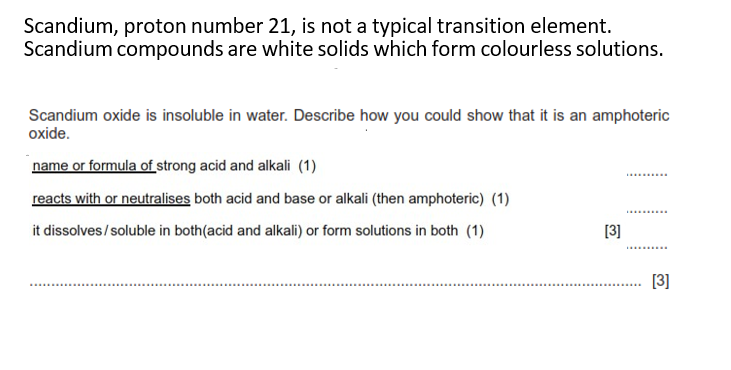 Scandium, proton number 21, is not a typical transition element.
Scandium compounds are white solids which form colourless solutions.
Scandium oxide is insoluble in water. Describe how you could show that it is an amphoteric
oxide.
name or formula of strong acid and alkali (1)
..........
reacts with or neutralises both acid and base or alkali (then amphoteric) (1)
..........
it dissolves/soluble in both(acid and alkali) or form solutions in both (1) [3]
..........
.......................................................................................................................................... [3]